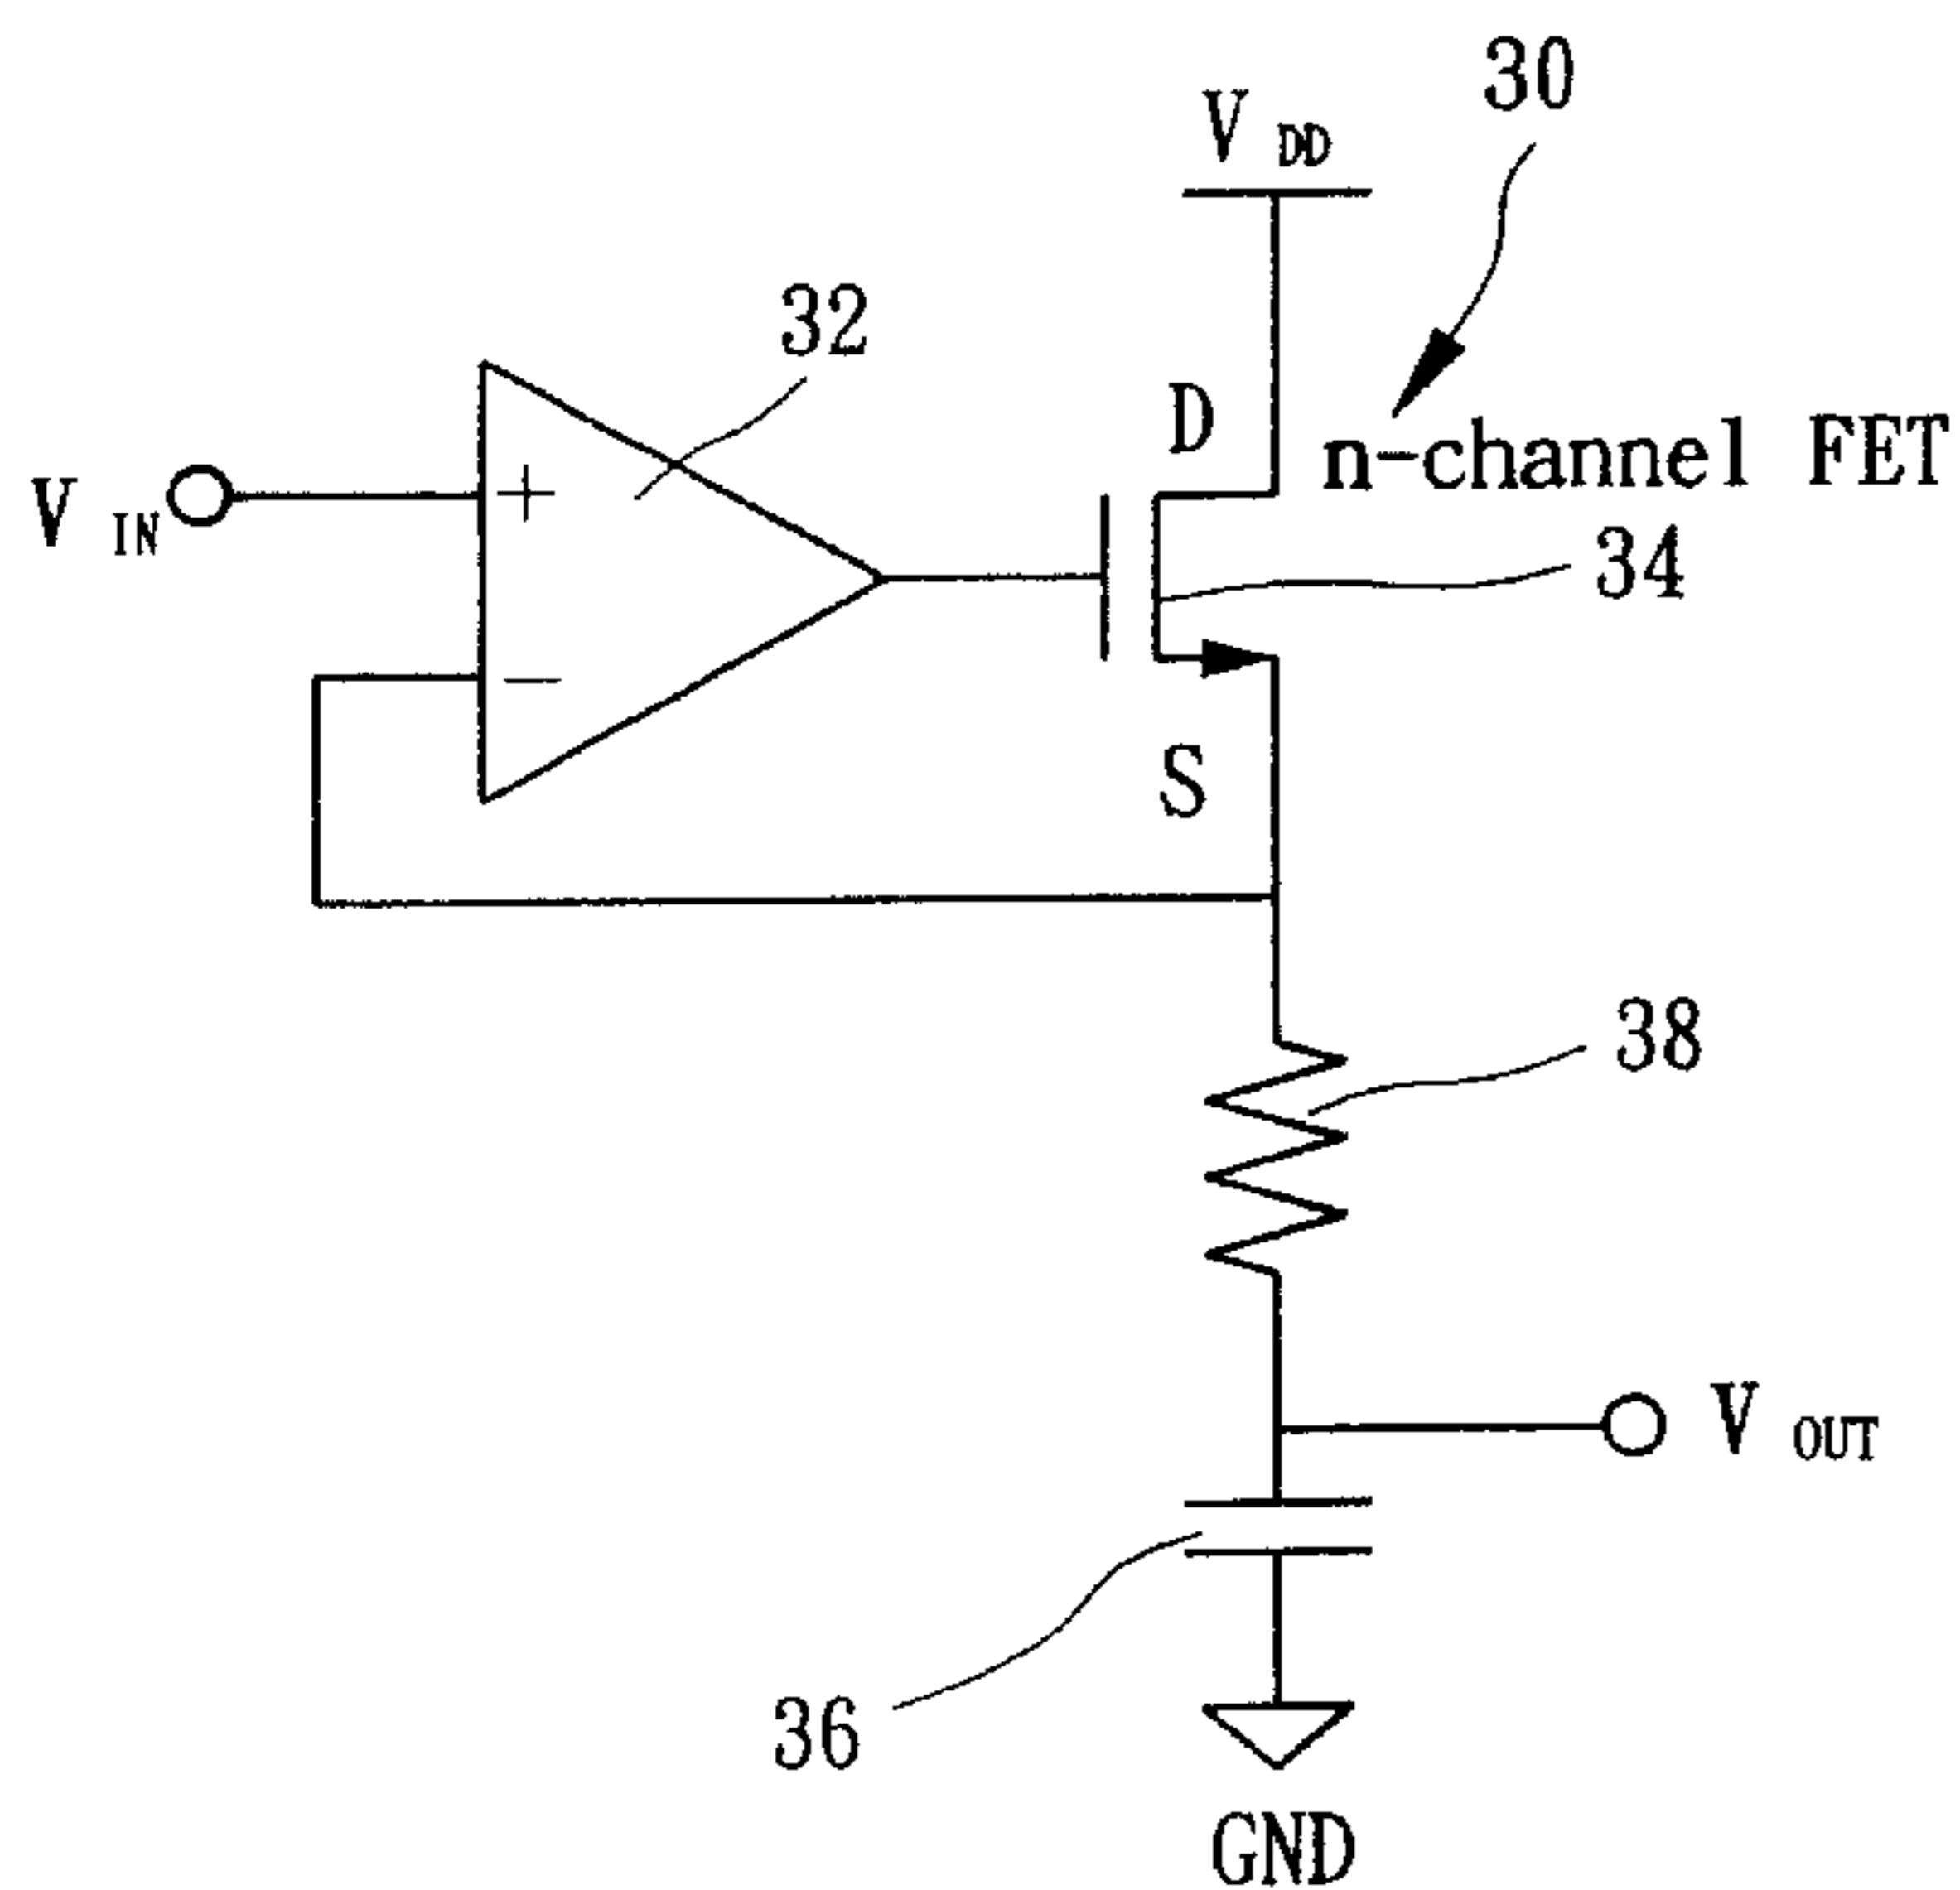 30
V DD
32
D
n-channel FET
V IN
+
34
−
S
38
V OUT
36
GND